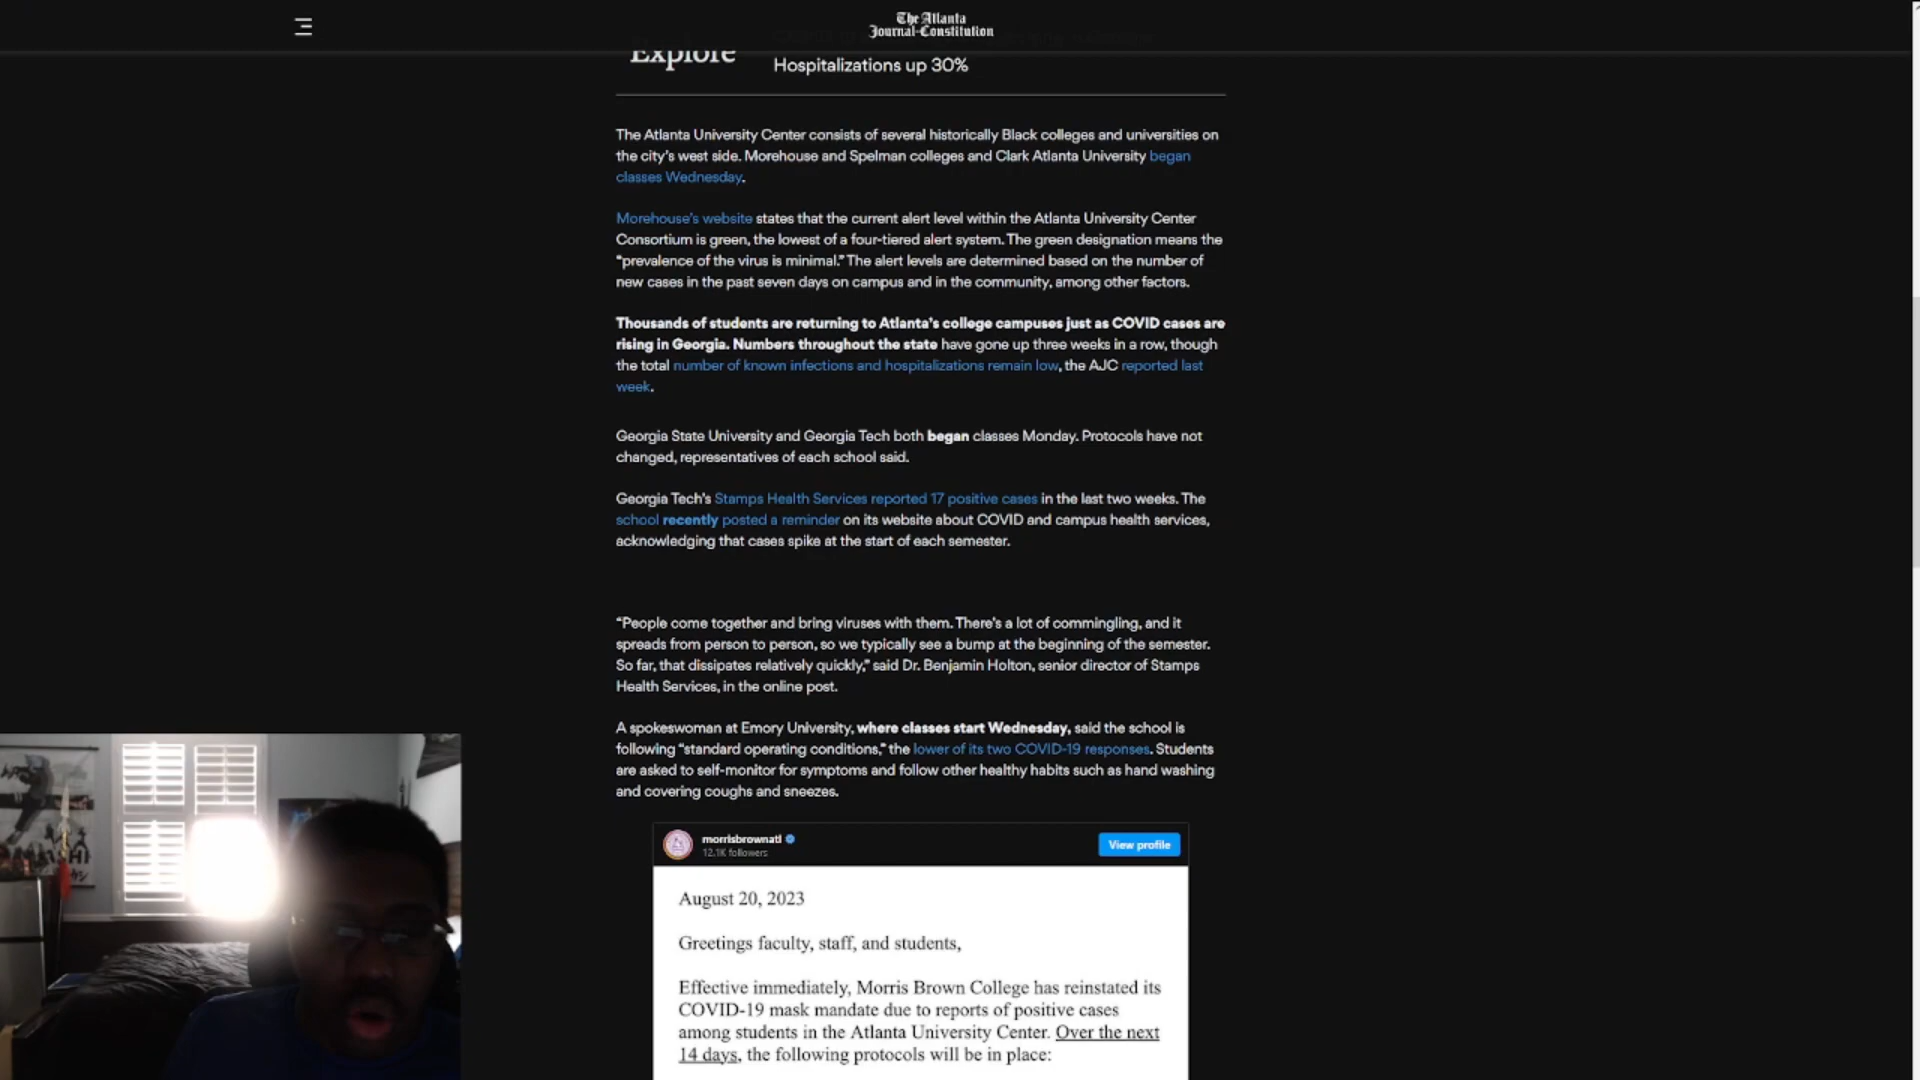 The Atlanta
Journal-Constitution
Explore
Hospitalizations up 30%
The Atlanta University Center consists of several historically Black colleges and universities on
the city's west side. Morehouse and Spelman colleges and Clark Atlanta University began
classes Wednesday.
Morehouse's website states that the current alert level within the Atlanta University Center
Consortium is green, the lowest of a four-tiered alert system. The green designation means the
“prevalence of the virus is minimal.” The alert levels are determined based on the number of
new cases in the past seven days on campus and in the community, among other factors.
Thousands of students are returning to Atlanta's college campuses just as COVID cases are
rising in Georgia. Numbers throughout the state have gone up three weeks in a row, though
the total number of known infections and hospitalizations remain low, the AJC reported last
week.
Georgia State University and Georgia Tech both began classes Monday. Protocols have not
changed, representatives of each school said.
Georgia Tech's Stamps Health Services reported 17 positive cases in the last two weeks. The
school recently posted a reminder on its website about COVID and campus health services,
acknowledging that cases spike at the start of each semester.
“People come together and bring viruses with them. There's a lot of commingling, and it
spreads from person to person, so we typically see a bump at the beginning of the semester.
So far, that dissipates relatively quickly,” said Dr. Benjamin Holton, senior director of Stamps
Health Services, in the online post.
A spokeswoman at Emory University, where classes start Wednesday, said the school is
following “standard operating conditions,” the lower of its two COVID-19 responses. Students
are asked to self-monitor for symptoms and follow other healthy habits such as hand washing
and covering coughs and sneezes.
morrisbrownatl
12.1K followers
View profile
August 20, 2023
Greetings faculty, staff, and students,
Effective immediately, Morris Brown College has reinstated its
COVID-19 mask mandate due to reports of positive cases
among students in the Atlanta University Center. Over the next
14 days, the following protocols will be in place: